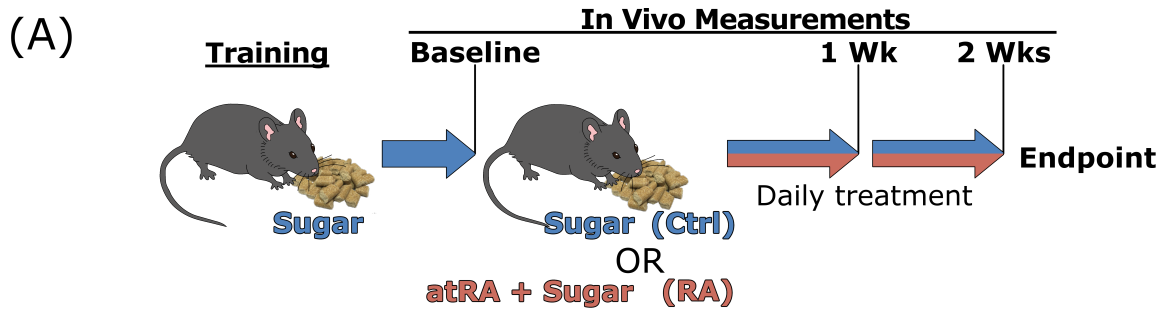 (A)
In Vivo Measurements
Training
Baseline
1 Wk
2 Wks
Endpoint
Daily treatment
Sugar
Sugar (Ctrl)
OR
atRA + Sugar (RA)